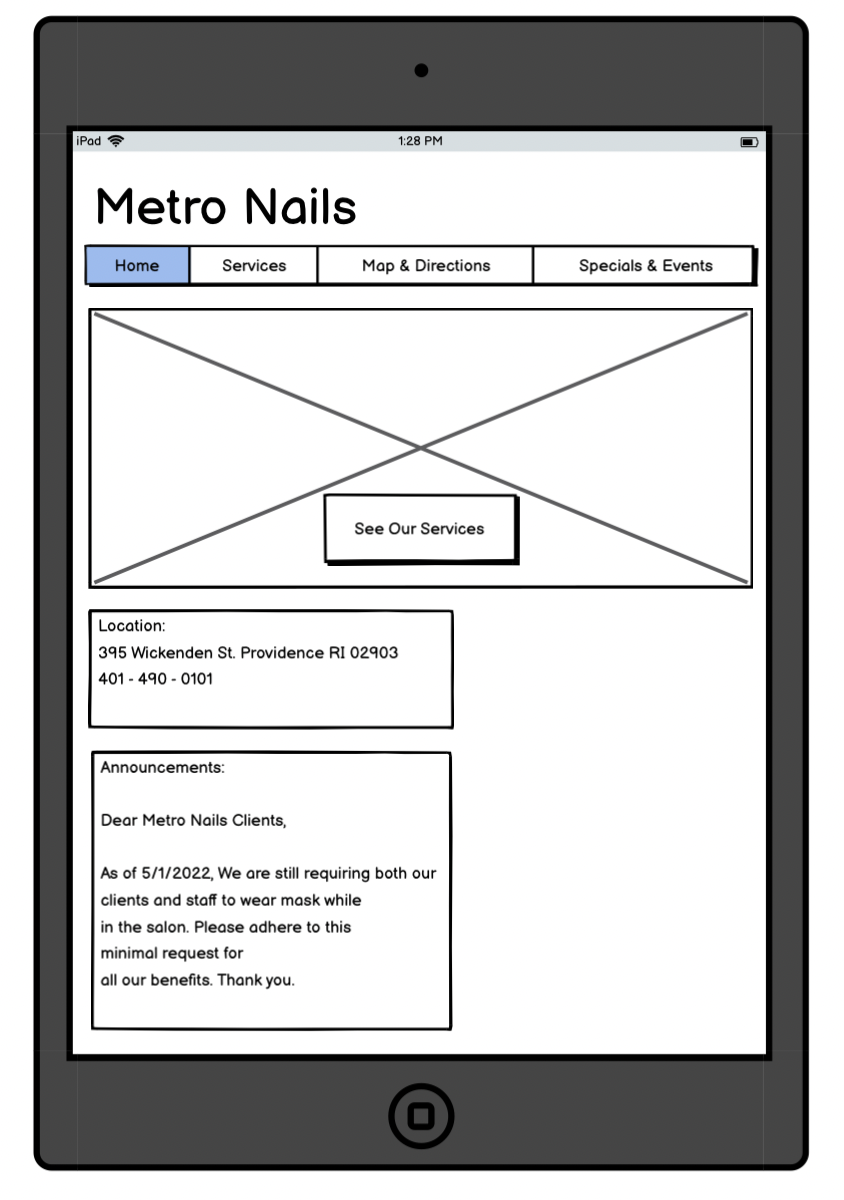 iPad 1:28 PM
Metro Nails
Home Services Map & Directions Specials & Events
See Our Services
Location:
395 Wickenden St. Providence RI 02903
401 - 490 - 0101
Announcements:
Dear Metro Nails Clients,
As of 5/1/2022, We are still requiring both our
clients and staff to wear mask while
in the salon. Please adhere to this
minimal request for
all our benefits. Thank you.